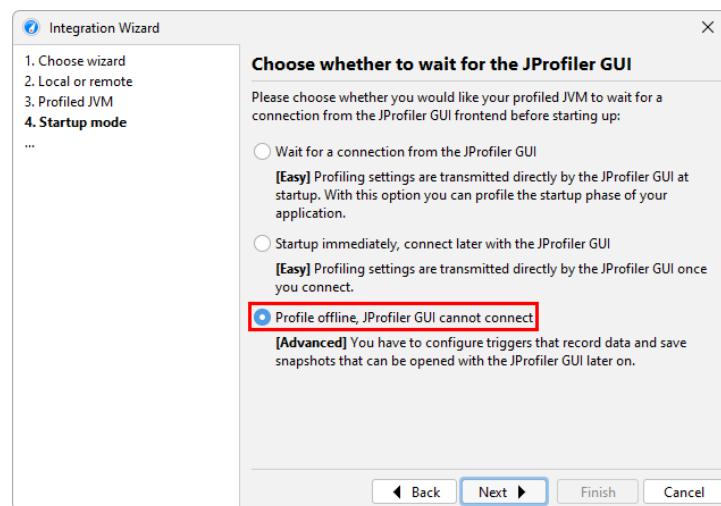 Integration Wizard
1. Choose wizard
2. Local or remote
3. Profiled JVM
4. Startup mode
...
Choose whether to wait for the JProfiler GUI
Please choose whether you would like your profiled JVM to wait for a
connection from the JProfiler GUI frontend before starting up:
Wait for a connection from the JProfiler GUI
[Easy] Profiling settings are transmitted directly by the JProfiler GUI at
startup. With this option you can profile the startup phase of your
application.
Startup immediately, connect later with the JProfiler GUI
[Easy] Profiling settings are transmitted directly by the JProfiler GUI once
you connect.
Profile offline, JProfiler GUI cannot connect
[Advanced] You have to configure triggers that record data and save
snapshots that can be opened with the JProfiler GUI later on.
Back Next Finish Cancel